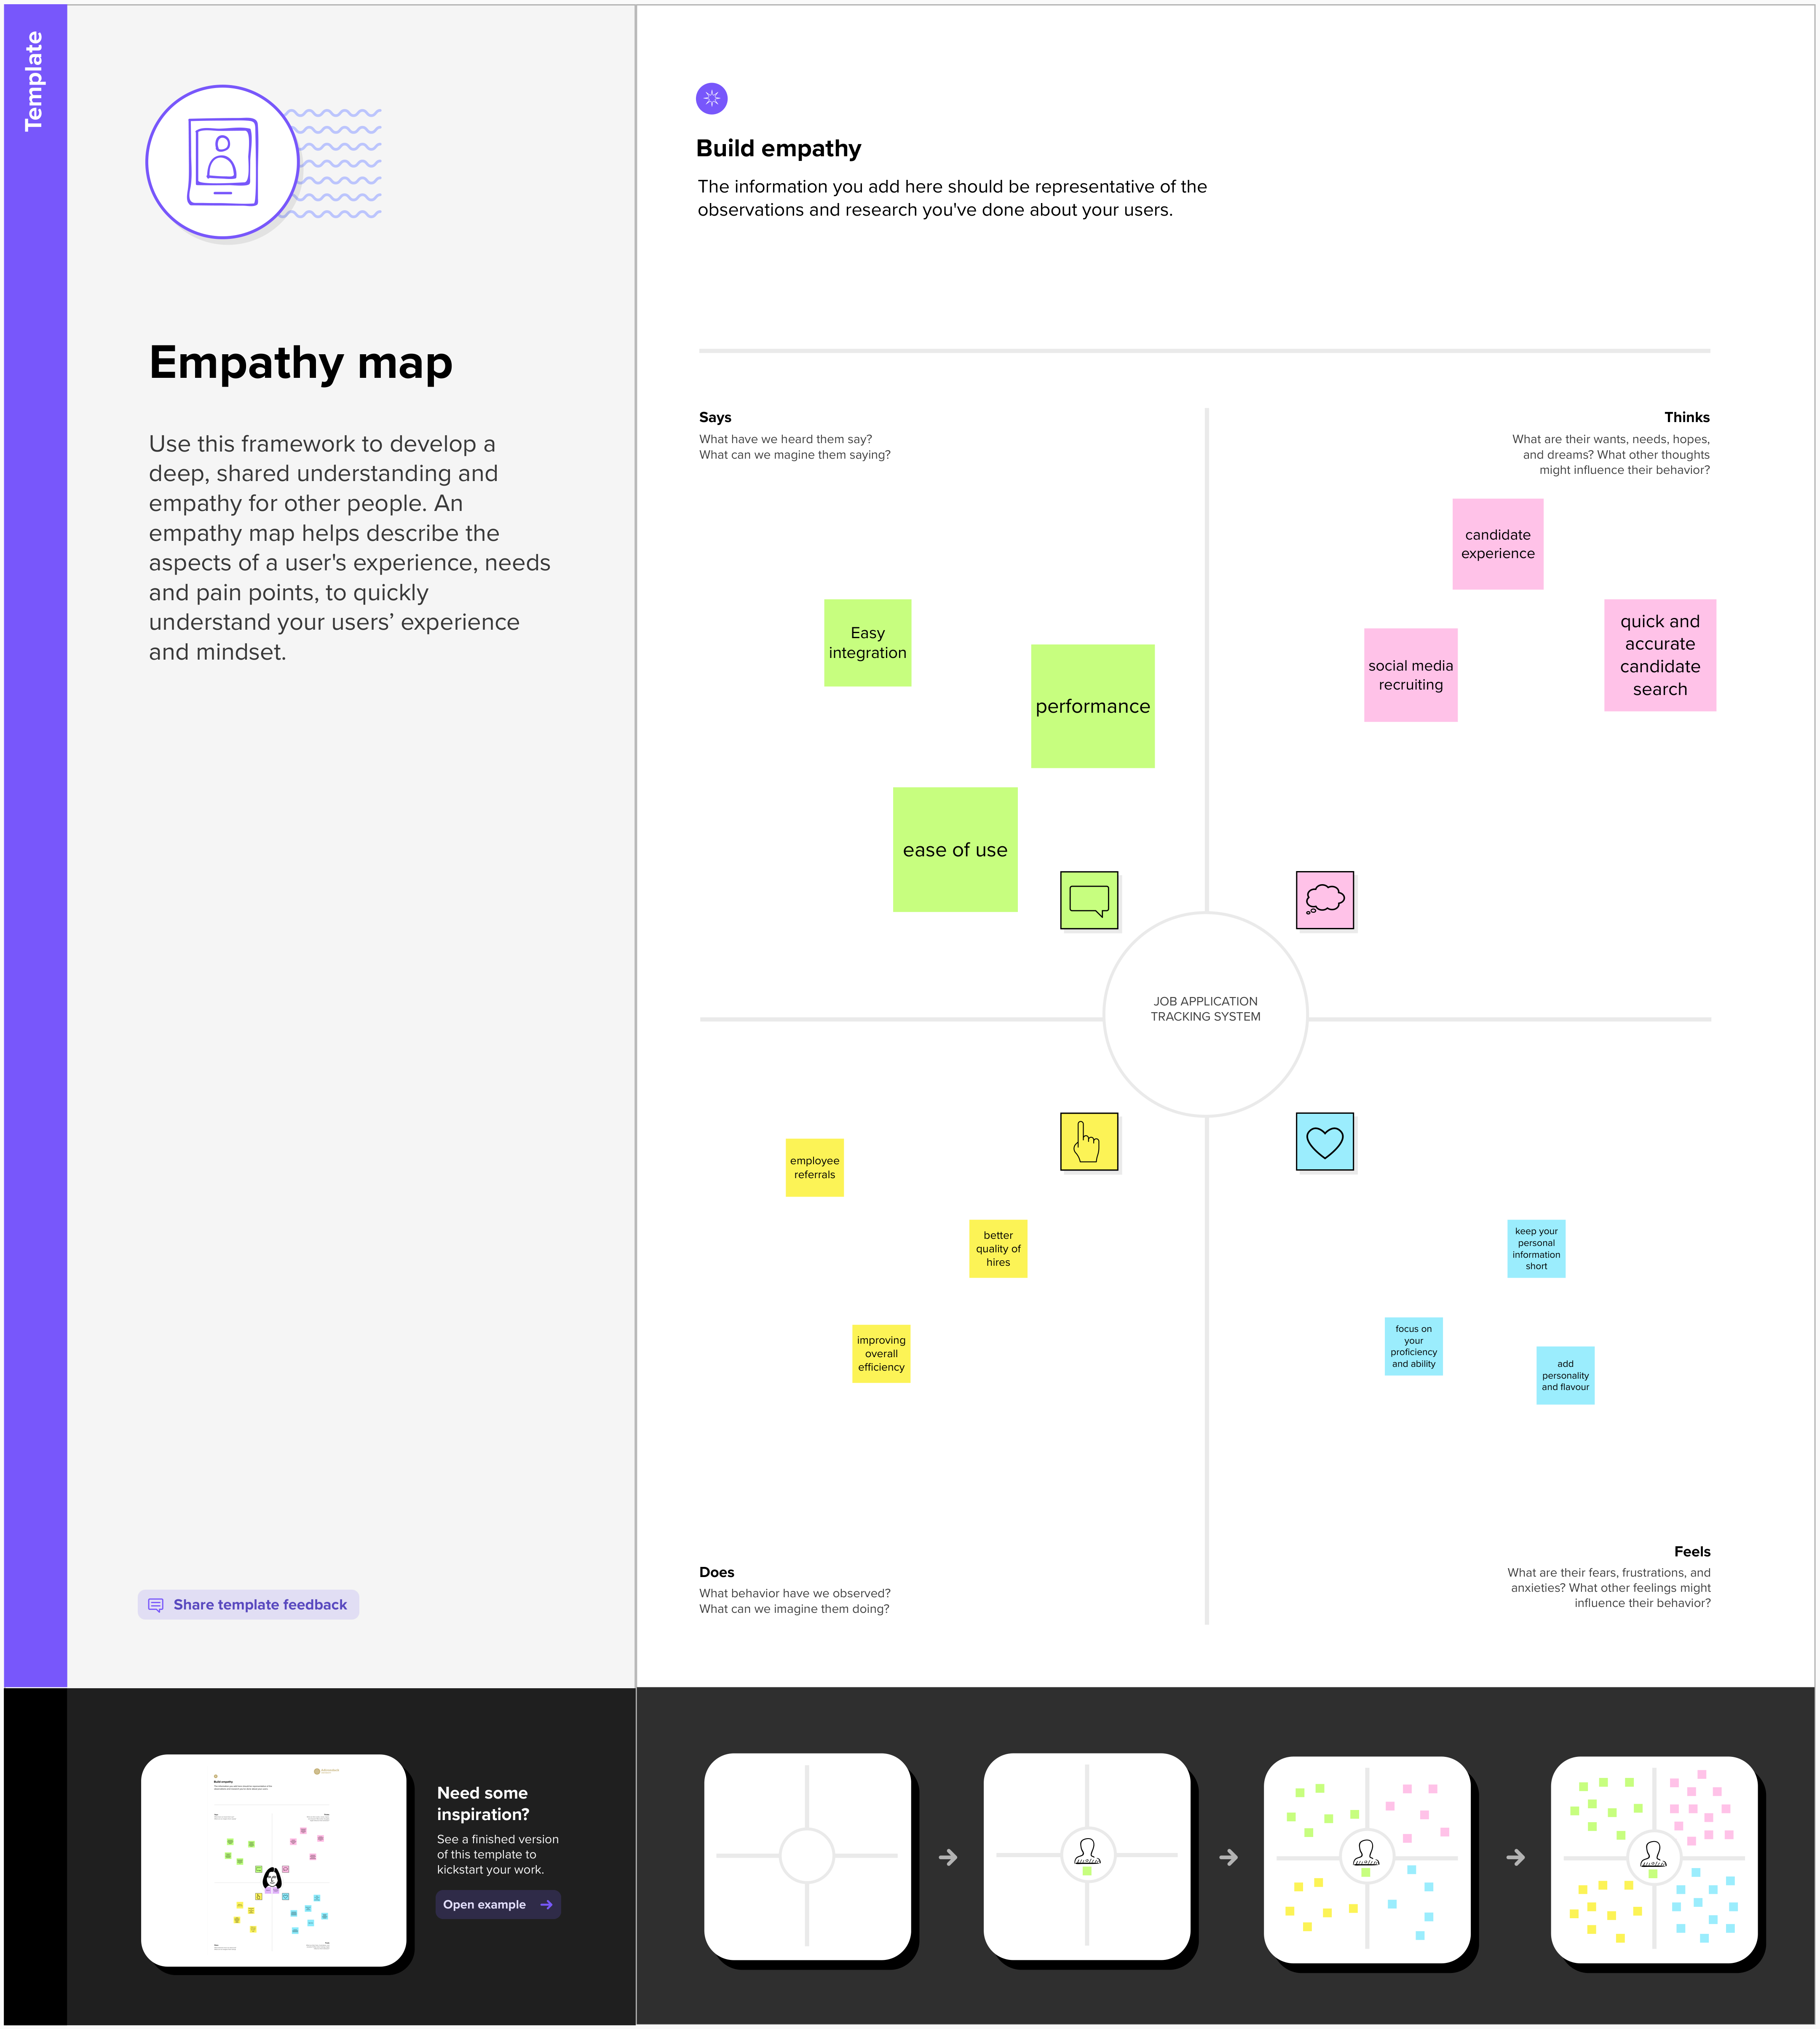 Template
Empathy map
Use this framework to develop a
deep, shared understanding and
empathy for other people. An
empathy map helps describe the
aspects of a user's experience, needs
and pain points, to quickly
understand your users’ experience
and mindset.
Share template feedback
Build empathy
The information you add here should be representative of the
observations and research you've done about your users.
Says
What have we heard them say?
What can we magine them saying?
Easy
integration
performance
ease of use
Thinks
What are their wants, needs, hopes,
and dreams? What other thoughts
might influence their behavior?
candidate
experience
social media
recruiting
quick and
accurate
candidate
search
JOB APPLICATION
TRACKING SYSTEM
employee
referrals
better
quality of
hires
improving
overall
efficiency
Does
What behavior have we observed?
What can we imagine them doing?
keep your
personal
information
short
focus on
your
proficiency
and ability
add
personality
and flavour
Feels
What are their fears, frustrations, and
anxieties? What other feelings might
influence their behavior?
Build empathy
Need some
inspiration?
See a finished version
of this template to
kickstart your work.
Open example